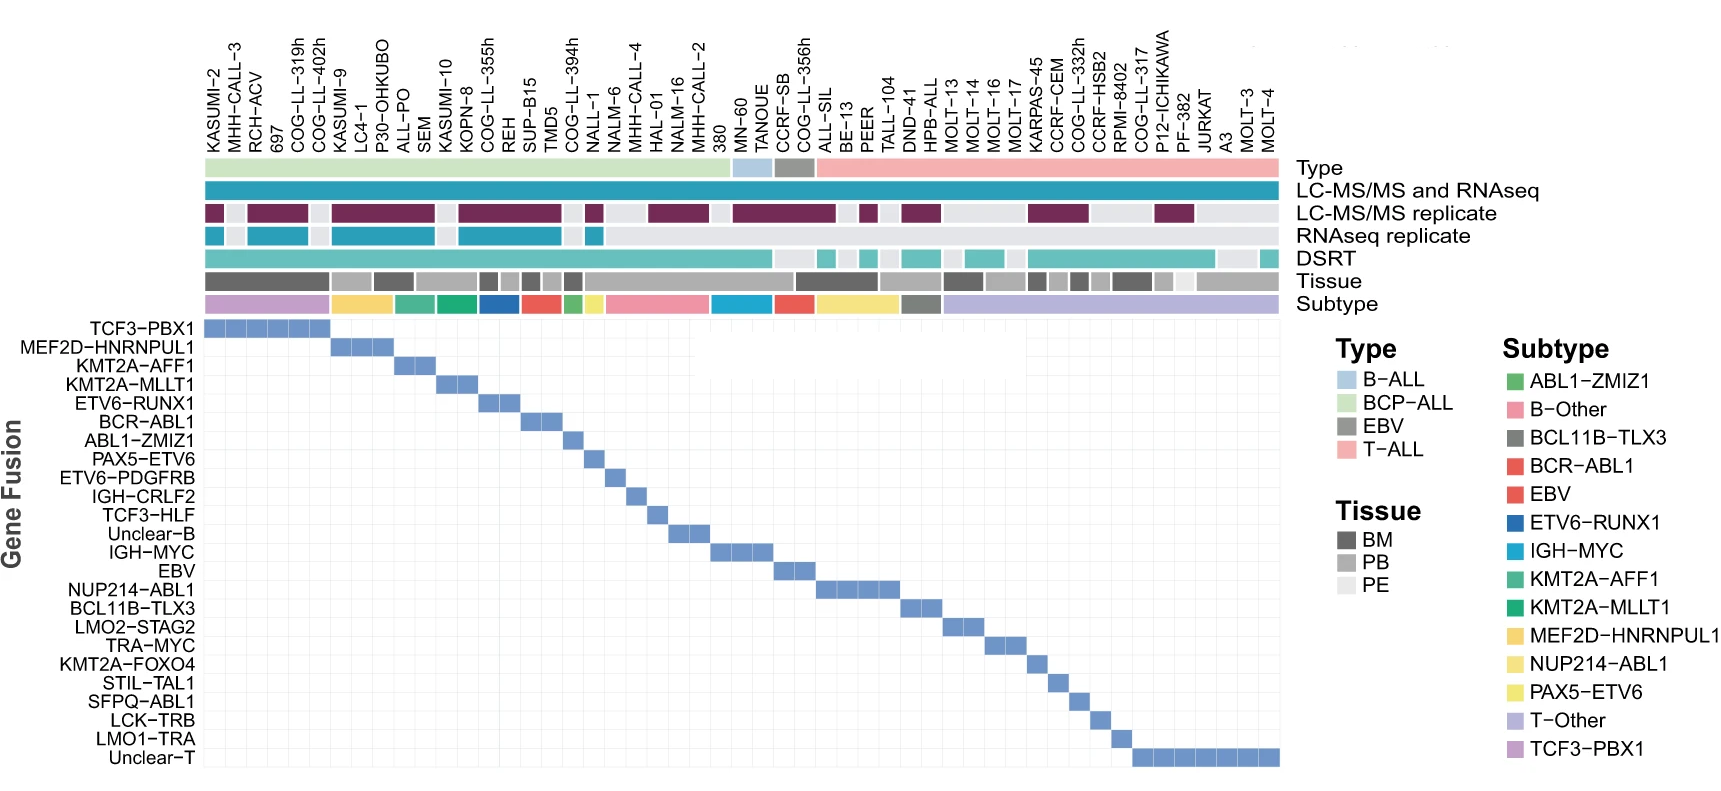 KASUMI−2
MHH−CALL−3
RCH−ACV
697
COG−LL−319h
COG−LL−402h
KASUMI−9
LC4−1
P30−OHKUBO
ALL−PO
SEM
KASUMI−10
KOPN−8
COG−LL−355h
REH
SUP−B15
TMD5
COG−LL−394h
NALL−1
NALM−6
MHH−CALL−4
HAL−01
NALM−16
MHH−CALL−2
380
MN−60
TANOUE
CCRF−SB
COG−LL−356h
ALL−SIL
BE−13
PEER
TALL−104
DND−41
HPB−ALL
MOLT−13
MOLT−14
MOLT−16
MOLT−17
KARPAS−45
CCRF−CEM
COG−LL−332h
CCRF−HSB2
RPMI−8402
COG−LL−317
P12−ICHIKAWA
PF−382
JURKAT
A3
MOLT−3
MOLT−4
Type
LC−MS/MS and RNAseq
LC−MS/MS replicate
RNAseq replicate
DSRT
Tissue
Subtype
Gene Fusion
TCF3−PBX1
MEF2D−HNRNPUL1
KMT2A−AFF1
KMT2A−MLLT1
ETV6−RUNX1
BCR−ABL1
ABL1−ZMIZ1
PAX5−ETV6
ETV6−PDGFRB
IGH−CRLF2
TCF3−HLF
Unclear−B
IGH−MYC
EBV
NUP214−ABL1
BCL11B−TLX3
LMO2−STAG2
TRA−MYC
KMT2A−FOXO4
STIL−TAL1
SFPQ−ABL1
LCK−TRB
LMO1−TRA
Unclear−T
Type
B−ALL
BCP−ALL
EBV
T−ALL
Tissue
BM
PB
PE
Subtype
ABL1−ZMIZ1
B−Other
BCL11B−TLX3
BCR−ABL1
EBV
ETV6−RUNX1
IGH−MYC
KMT2A−AFF1
KMT2A−MLLT1
MEF2D−HNRNPUL1
NUP214−ABL1
PAX5−ETV6
T−Other
TCF3−PBX1